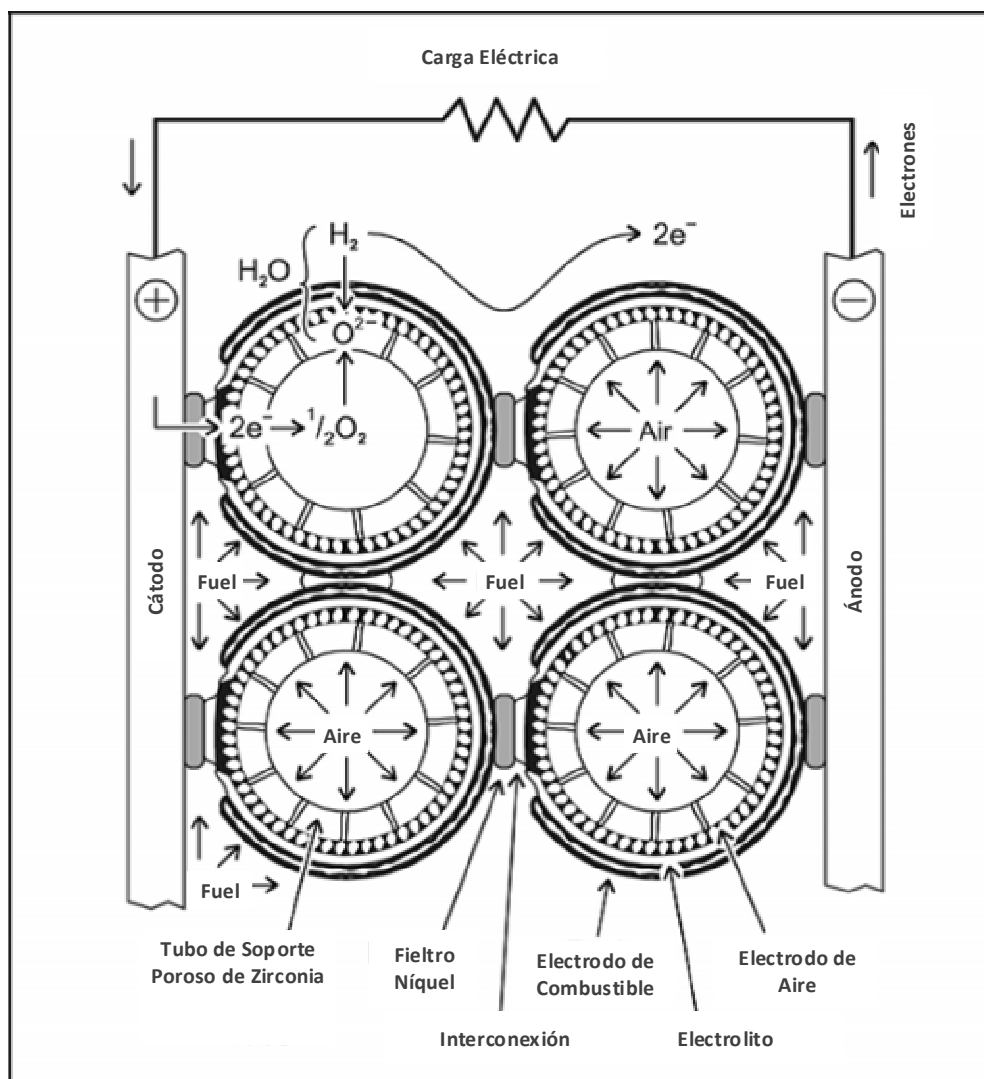 Carga Eléctrica
Electrones
H₂
2e⁻
H₂O
+
−
O²⁻
2e⁻
¹/₂O₂
Air
Cátodo
Fuel
Fuel
Fuel
Ánodo
Aire
Aire
Fuel
Tubo de Soporte
Poroso de Zirconia
Fieltro
Níquel
Electrodo de
Combustible
Electrodo de
Aire
Interconexión
Electrolito